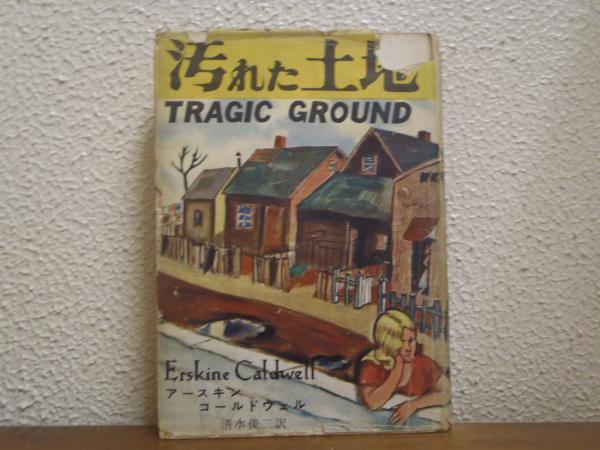 汚れた土地
TRAGIC GROUND
Erskine Caldwell
アースキン
コールドウェル
清水俊二訳